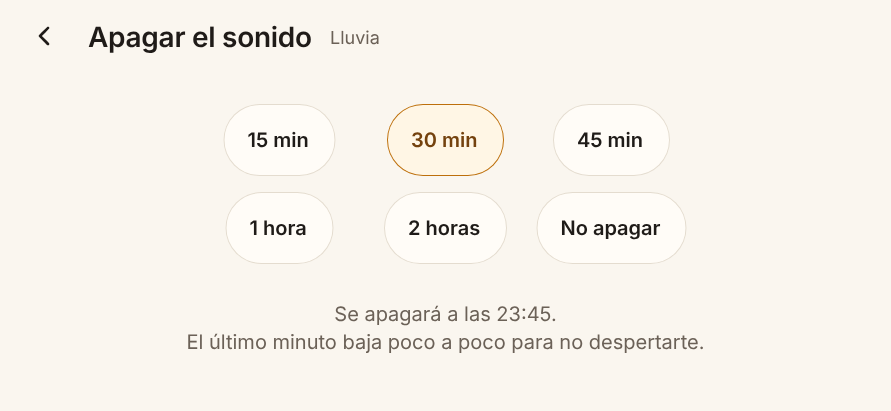 Apagar el sonido Lluvia
15 min 30 min 45 min
1 hora 2 horas No apagar
Se apagará a las 23:45.
El último minuto baja poco a poco para no despertarte.